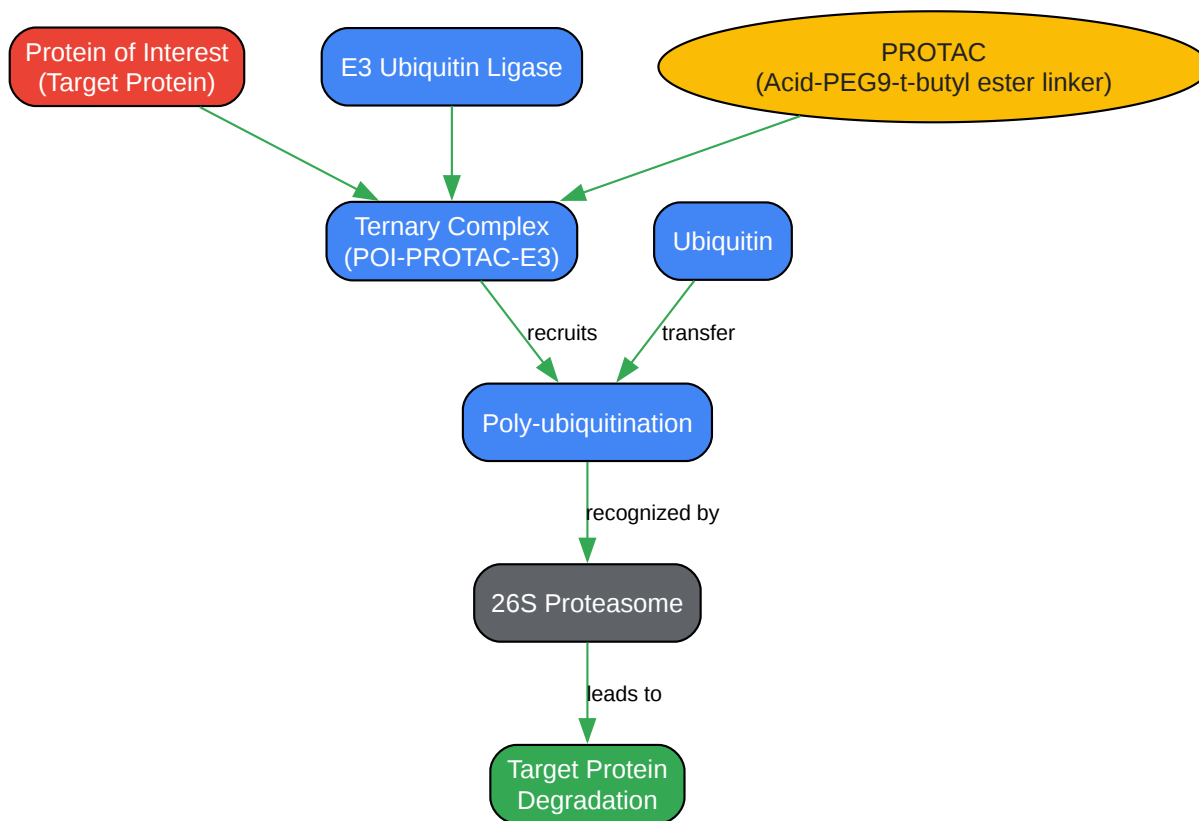 Protein of Interest
(Target Protein)
E3 Ubiquitin Ligase
PROTAC
(Acid-PEG9-t-butyl ester linker)
Ternary Complex
(POI-PROTAC-E3)
Ubiquitin
recruits
transfer
Poly-ubiquitination
recognized by
26S Proteasome
leads to
Target Protein
Degradation